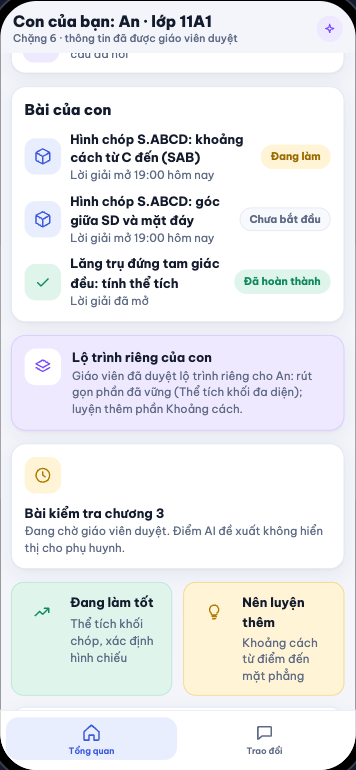 Con của bạn: An · lớp 11A1
Chặng 6 · thông tin đã được giáo viên duyệt
câu đã hỏi
Bài của con
Hình chóp S.ABCD: khoảng
cách từ C đến (SAB)
Lời giải mở 19:00 hôm nay
Đang làm
Hình chóp S.ABCD: góc
giữa SD và mặt đáy
Lời giải mở 19:00 hôm nay
Chưa bắt đầu
Lăng trụ đứng tam giác
đều: tính thể tích
Lời giải đã mở
Đã hoàn thành
Lộ trình riêng của con
Giáo viên đã duyệt lộ trình riêng cho An: rút
gọn phần đã vững (Thể tích khối đa diện);
luyện thêm phần Khoảng cách.
Bài kiểm tra chương 3
Đang chờ giáo viên duyệt. Điểm AI đề xuất không hiển
thị cho phụ huynh.
Đang làm tốt
Thể tích khối
chóp, xác định
hình chiếu
Nên luyện
thêm
Khoảng cách
từ điểm đến
mặt phẳng
Tổng quan
Trao đổi